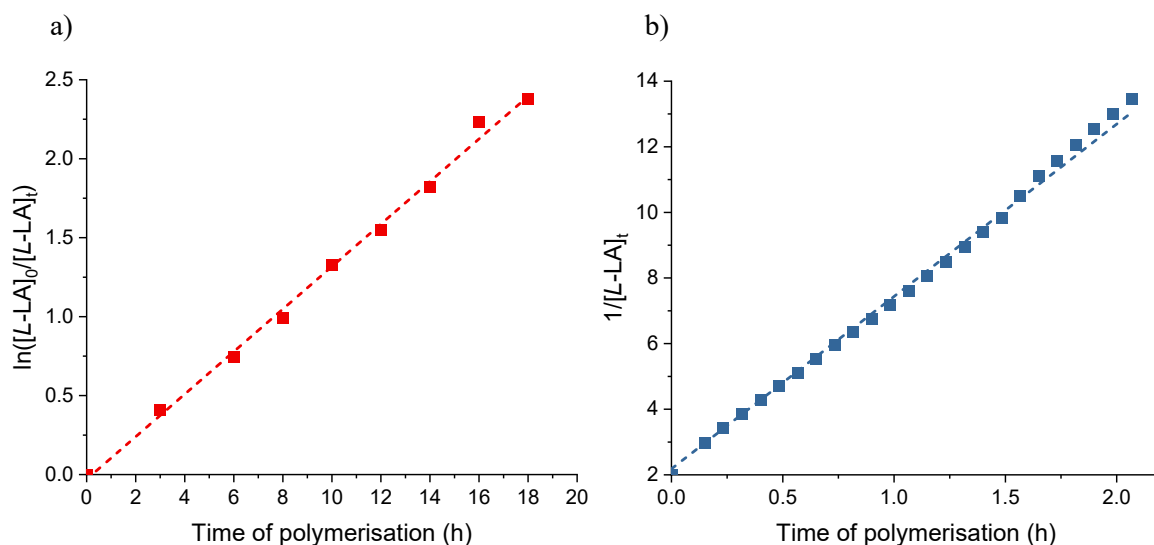 a)
ln([L-LA]₀/[L-LA]ₜ)
2.5
2.0
1.5
1.0
0.5
0.0
0 2 4 6 8 10 12 14 16 18 20
Time of polymerisation (h)
b)
1/[L-LA]ₜ
14
12
10
8
6
4
2
0.0 0.5 1.0 1.5 2.0
Time of polymerisation (h)